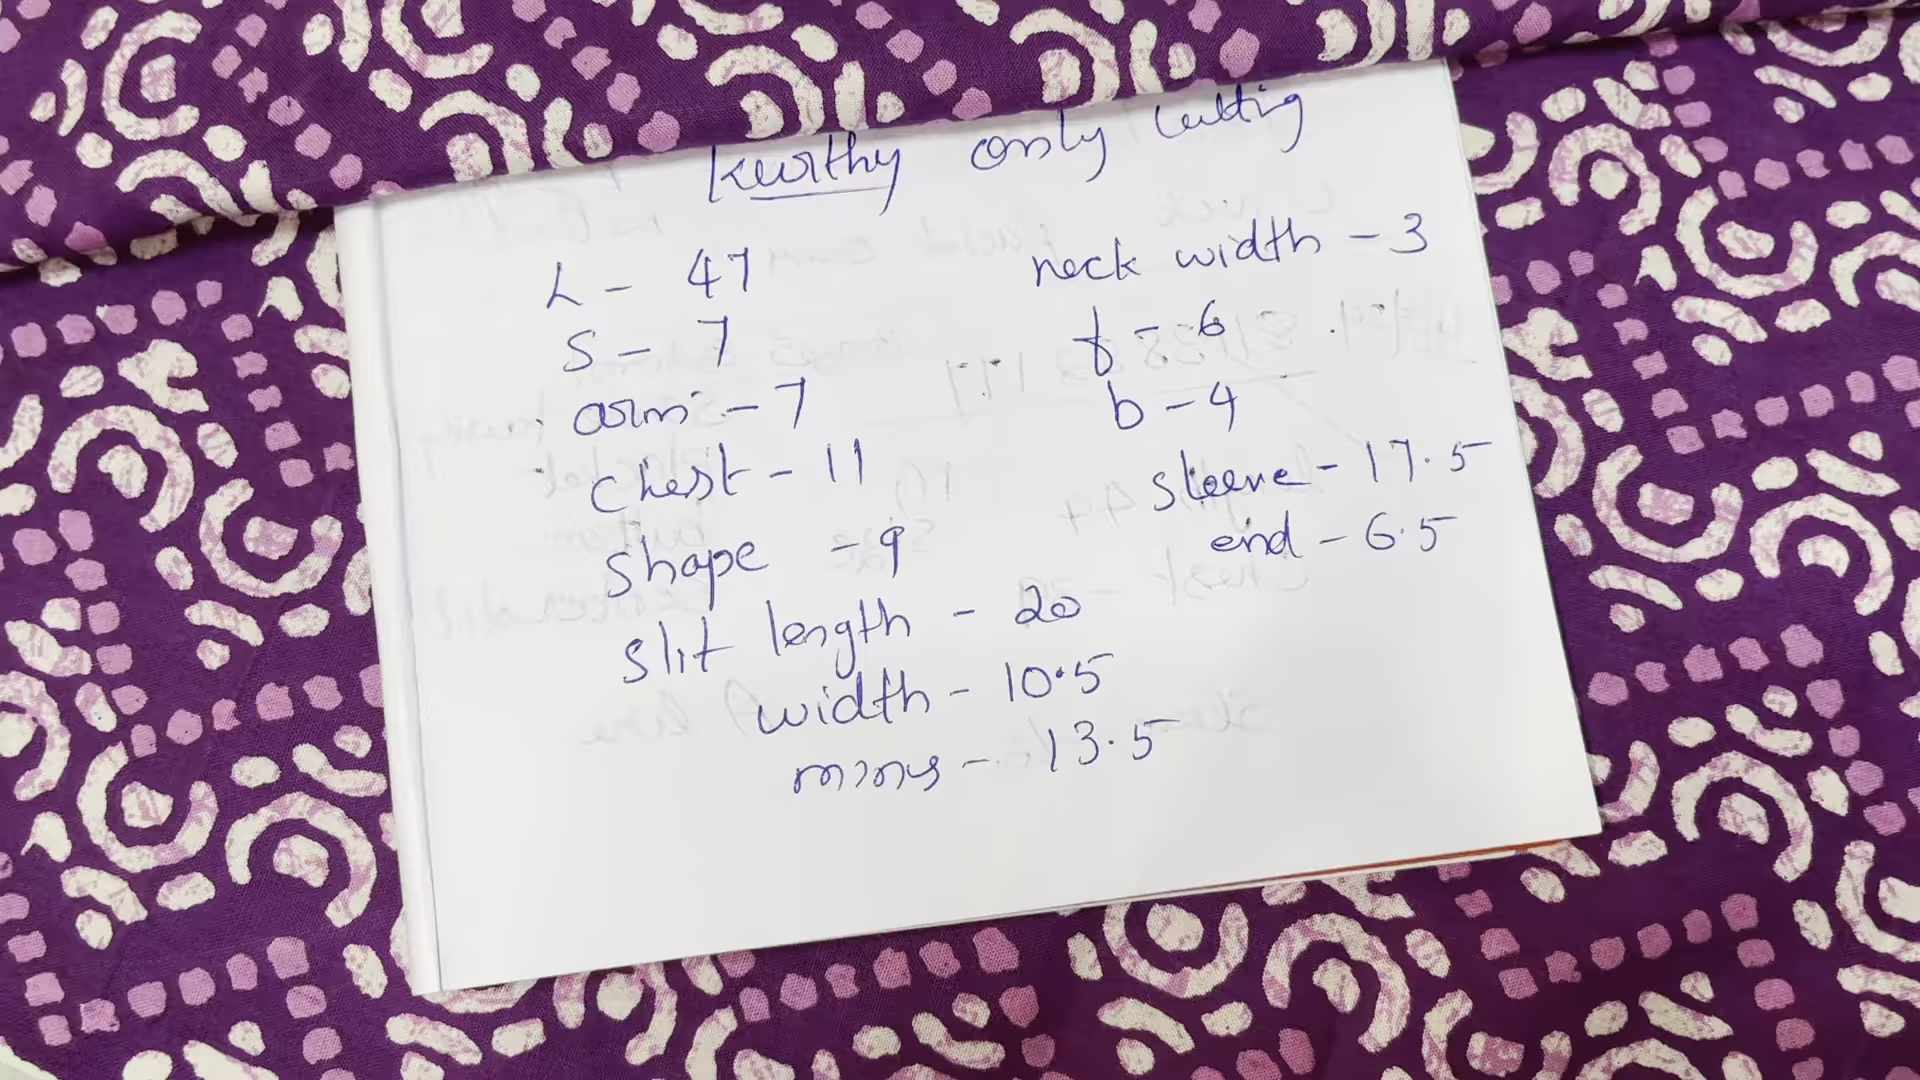 kurthy only cutting
L - 47
S - 7
arm - 7
chest - 11
shape - 9
slit length - 20
width - 10.5
- 13.5
neck width - 3
f - 6
b - 4
sleeve - 17.5
end - 6.5